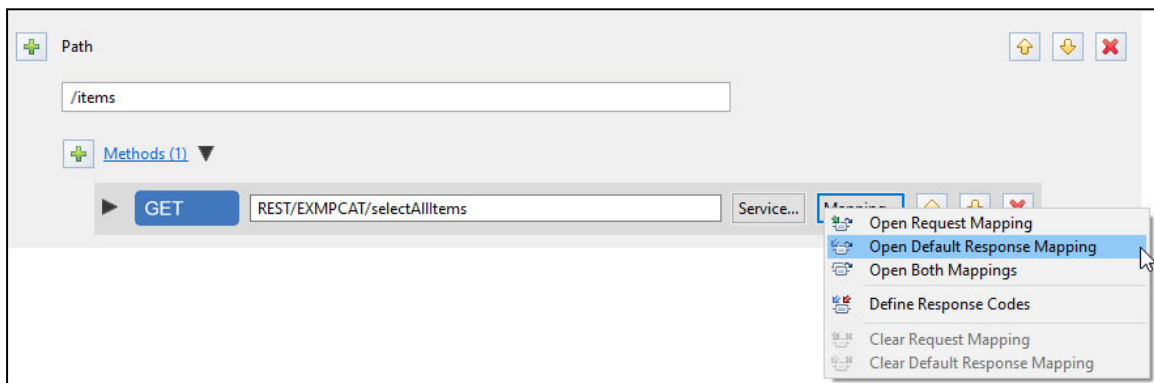 Path
/items
Methods (1)
GET REST/EXMPCAT/selectAllItems Service... Mapping...
Open Request Mapping
Open Default Response Mapping
Open Both Mappings
Define Response Codes
Clear Request Mapping
Clear Default Response Mapping